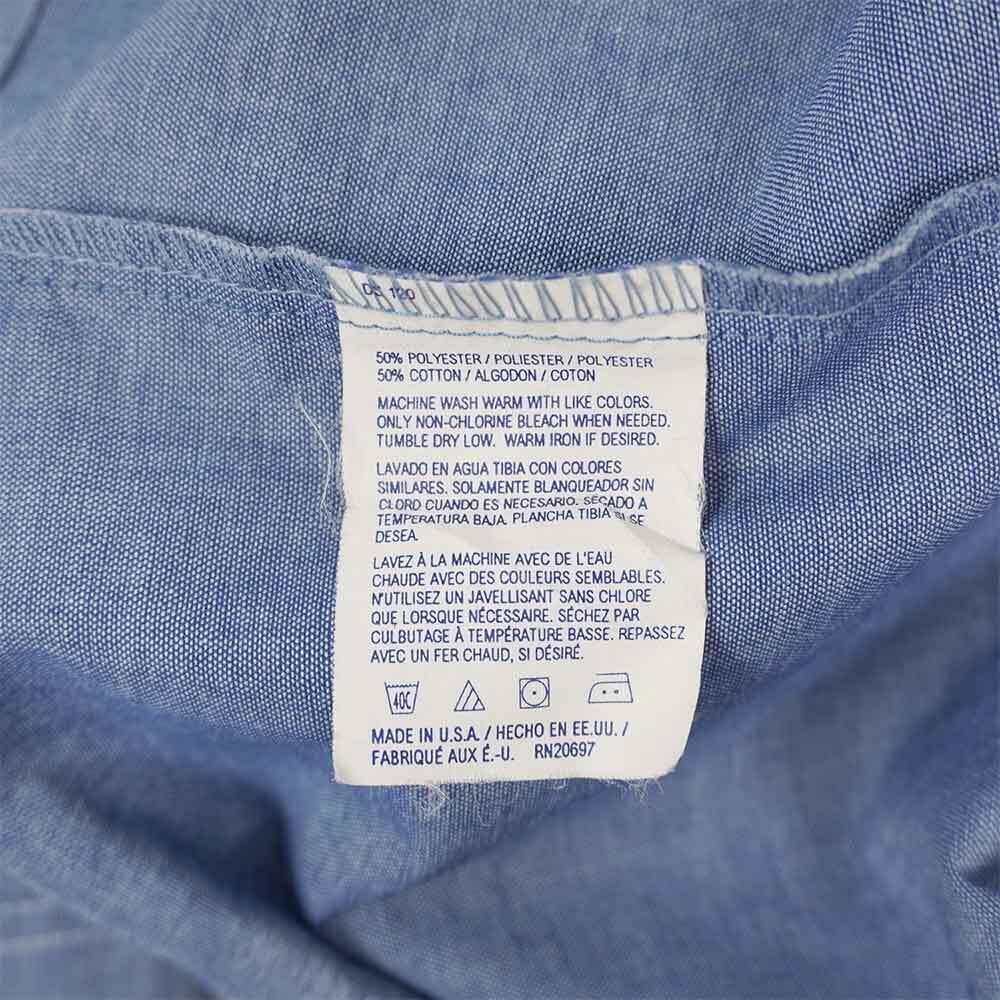 50% POLYESTER / POLIESTER / POLYESTER
50% COTTON / ALGODON / COTON
MACHINE WASH WARM WITH LIKE COLORS.
ONLY NON-CHLORINE BLEACH WHEN NEEDED.
TUMBLE DRY LOW. WARM IRON IF DESIRED.
LAVADO EN AGUA TIBIA CON COLORES
SIMILARES. SOLAMENTE BLANQUEADOR SIN
CLORO CUANDO ES NECESARIO. SECADO A
TEMPERATURA BAJA. PLANCHA TIBIA SI SE
DESEA.
LAVEZ À LA MACHINE AVEC DE L'EAU
CHAUDE AVEC DES COULEURS SEMBLABLES.
N'UTILISEZ UN JAVELLISANT SANS CHLORE
QUE LORSQUE NÉCESSAIRE. SÉCHEZ PAR
CULBUTAGE À TEMPÉRATURE BASSE. REPASSEZ
AVEC UN FER CHAUD, SI DÉSIRÉ.
40C
MADE IN U.S.A. / HECHO EN EE.UU. /
FABRIQUÉ AUX É.-U. RN20697